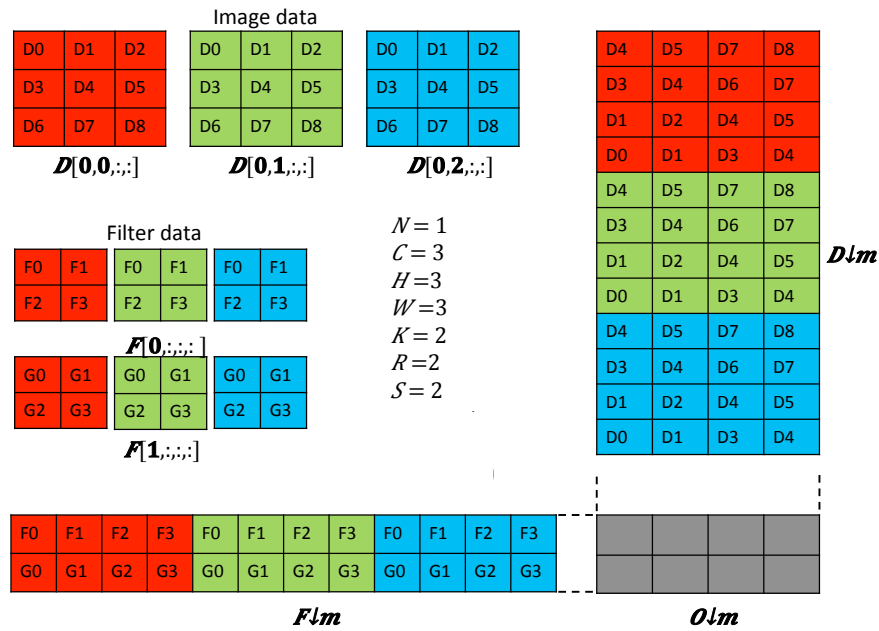 Image data
D0 D1 D2 D0 D1 D2 D0 D1 D2
D3 D4 D5 D3 D4 D5 D3 D4 D5
D6 D7 D8 D6 D7 D8 D6 D7 D8
D[0,0,:,:] D[0,1,:,:] D[0,2,:,:]
Filter data
F0 F1 F0 F1 F0 F1
F2 F3 F2 F3 F2 F3
F[0,:,:,: ]
G0 G1 G0 G1 G0 G1
G2 G3 G2 G3 G2 G3
F[1,:,:,:]
N = 1
C = 3
H = 3
W = 3
K = 2
R = 2
S = 2
D4 D5 D7 D8
D3 D4 D6 D7
D1 D2 D4 D5
D0 D1 D3 D4
D4 D5 D7 D8
D3 D4 D6 D7
D1 D2 D4 D5
D0 D1 D3 D4
D4 D5 D7 D8
D3 D4 D6 D7
D1 D2 D4 D5
D0 D1 D3 D4
D↓m
F0 F1 F2 F3 F0 F1 F2 F3 F0 F1 F2 F3
G0 G1 G2 G3 G0 G1 G2 G3 G0 G1 G2 G3
F↓m
O↓m